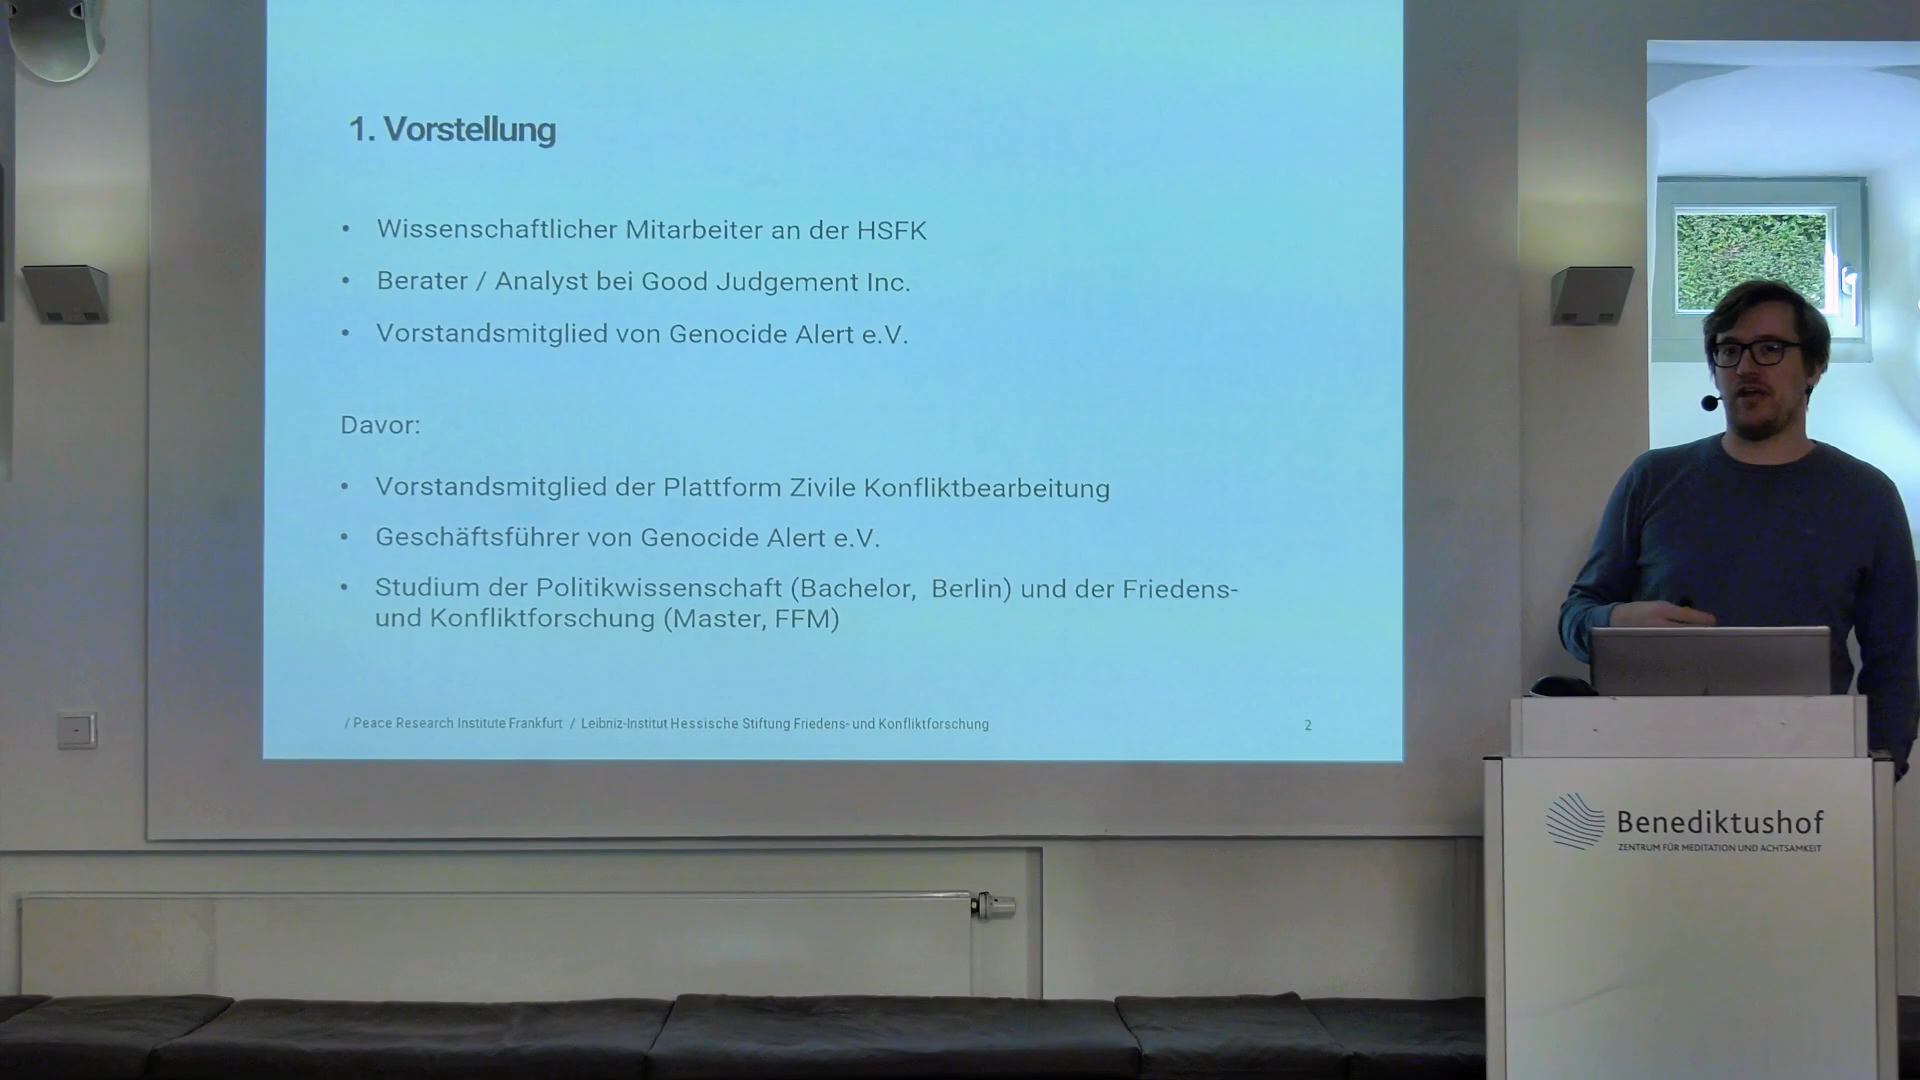 1. Vorstellung
• Wissenschaftlicher Mitarbeiter an der HSFK
• Berater / Analyst bei Good Judgement Inc.
• Vorstandsmitglied von Genocide Alert e.V.
Davor:
• Vorstandsmitglied der Plattform Zivile Konfliktbearbeitung
• Geschäftsführer von Genocide Alert e.V.
• Studium der Politikwissenschaft (Bachelor, Berlin) und der Friedens-
und Konfliktforschung (Master, FFM)
/ Peace Research Institute Frankfurt / Leibniz-Institut Hessische Stiftung Friedens- und Konfliktforschung 2
Benediktushof
ZENTRUM FÜR MEDITATION UND ACHTSAMKEIT